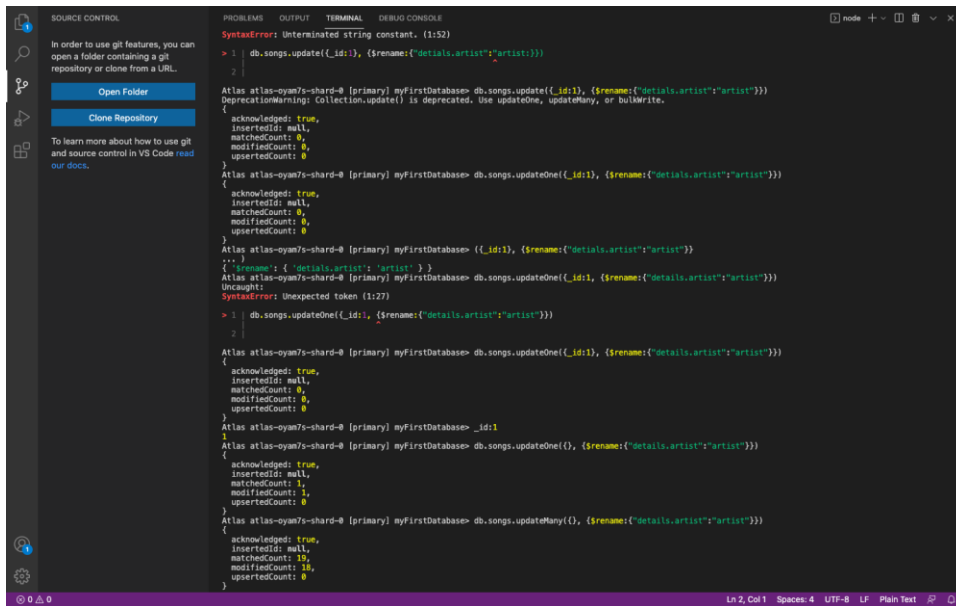 SOURCE CONTROL
In order to use git features, you can
open a folder containing a git
repository or clone from a URL.
Open Folder
Clone Repository
To learn more about how to use git
and source control in VS Code read
our docs.
PROBLEMS OUTPUT TERMINAL DEBUG CONSOLE
node
SyntaxError: Unterminated string constant. (1:52)
> 1 | db.songs.update({_id:1}, {$rename:{"detials.artist":"artist:}})
|
^
2 |
Atlas atlas-oyam7s-shard-0 [primary] myFirstDatabase> db.songs.update({_id:1}, {$rename:{"detials.artist":"artist"}})
DeprecationWarning: Collection.update() is deprecated. Use updateOne, updateMany, or bulkWrite.
{
acknowledged: true,
insertedId: null,
matchedCount: 0,
modifiedCount: 0,
upsertedCount: 0
}
Atlas atlas-oyam7s-shard-0 [primary] myFirstDatabase> db.songs.updateOne({_id:1}, {$rename:{"detials.artist":"artist"}})
{
acknowledged: true,
insertedId: null,
matchedCount: 0,
modifiedCount: 0,
upsertedCount: 0
}
Atlas atlas-oyam7s-shard-0 [primary] myFirstDatabase> ({_id:1}, {$rename:{"detials.artist":"artist"}}
... )
{ '$rename': { 'detials.artist': 'artist' } }
Atlas atlas-oyam7s-shard-0 [primary] myFirstDatabase> db.songs.updateOne({_id:1, {$rename:{"details.artist":"artist"}})
Uncaught:
SyntaxError: Unexpected token (1:27)
> 1 | db.songs.updateOne({_id:1, {$rename:{"details.artist":"artist"}})
|
^
2 |
Atlas atlas-oyam7s-shard-0 [primary] myFirstDatabase> db.songs.updateOne({_id:1}, {$rename:{"details.artist":"artist"}})
{
acknowledged: true,
insertedId: null,
matchedCount: 0,
modifiedCount: 0,
upsertedCount: 0
}
Atlas atlas-oyam7s-shard-0 [primary] myFirstDatabase> _id:1
1
Atlas atlas-oyam7s-shard-0 [primary] myFirstDatabase> db.songs.updateOne({}, {$rename:{"details.artist":"artist"}})
{
acknowledged: true,
insertedId: null,
matchedCount: 1,
modifiedCount: 1,
upsertedCount: 0
}
Atlas atlas-oyam7s-shard-0 [primary] myFirstDatabase> db.songs.updateMany({}, {$rename:{"details.artist":"artist"}})
{
acknowledged: true,
insertedId: null,
matchedCount: 19,
modifiedCount: 18,
upsertedCount: 0
}
1
1
0 0
Ln 2, Col 1 Spaces: 4 UTF-8 LF Plain Text